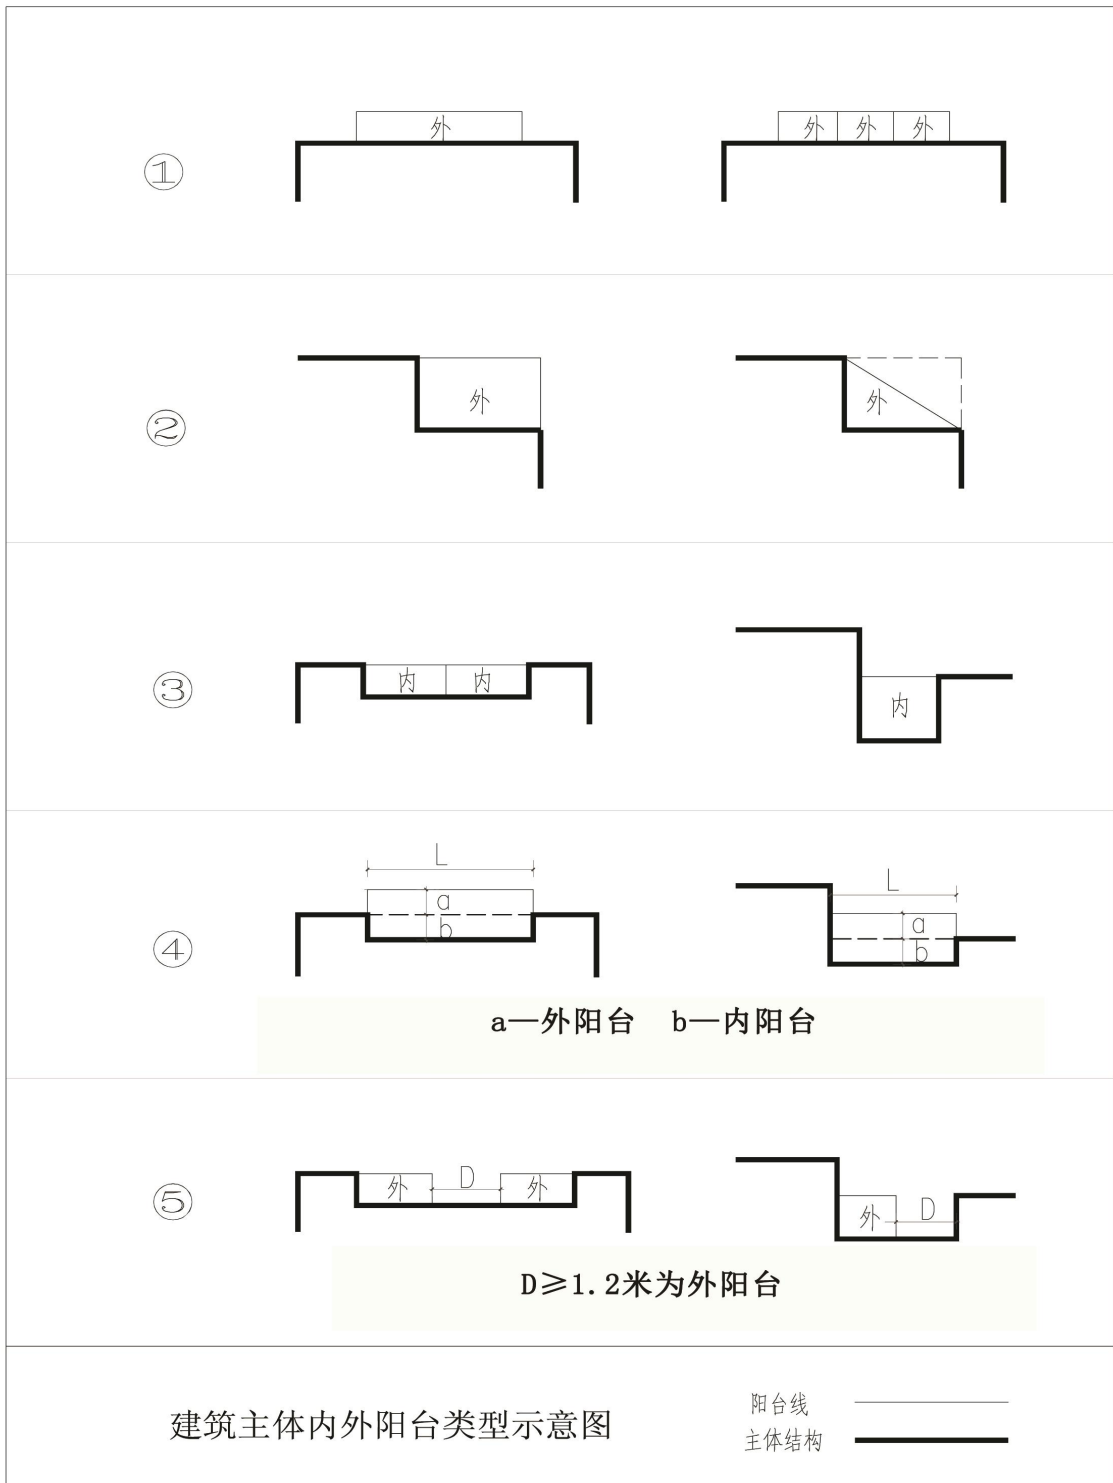 ①
外
外 外 外
②
外
外
③
内 内
内
④
L
a
b
L
a
b
a—外阳台 b—内阳台
⑤
外 D 外
外 D
D≥1.2米为外阳台
建筑主体内外阳台类型示意图
阳台线
主体结构